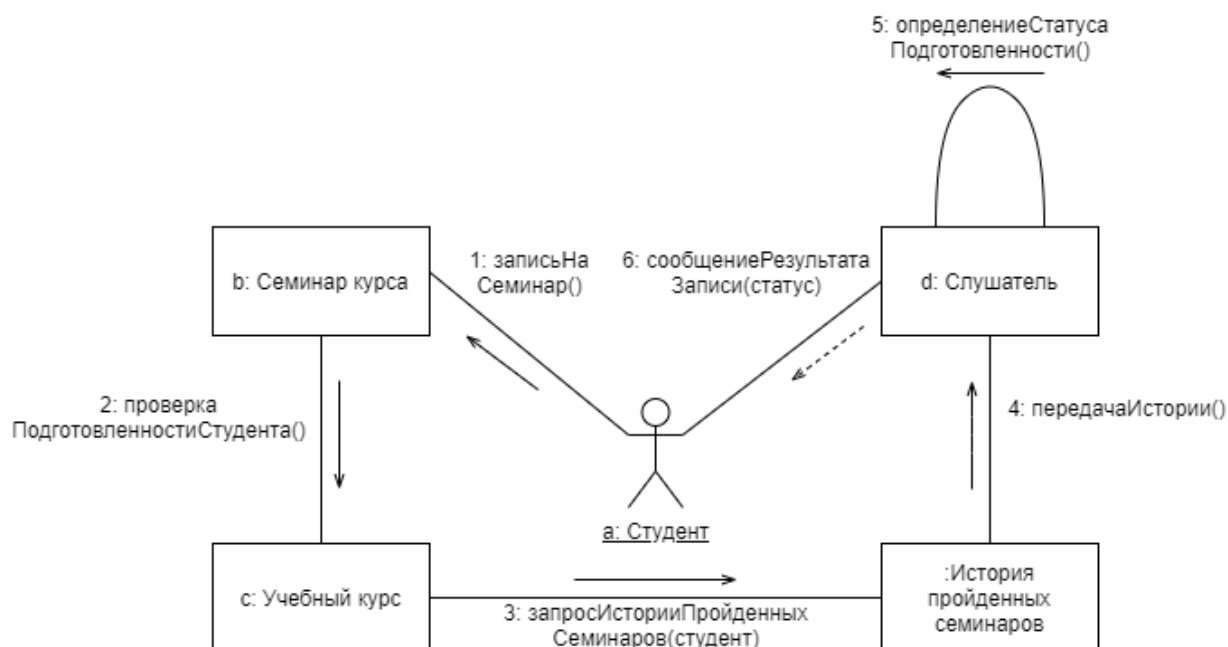 5: определениеСтатуса
Подготовленности()
b: Семинар курса
1: записьНа
Семинар()
6: сообщениеРезультата
Записи(статус)
d: Слушатель
2: проверка
ПодготовленностиСтудента()
4: передачаИстории()
a: Студент
c: Учебный курс
3: запросИсторииПройденных
Семинаров(студент)
:История
пройденных
семинаров